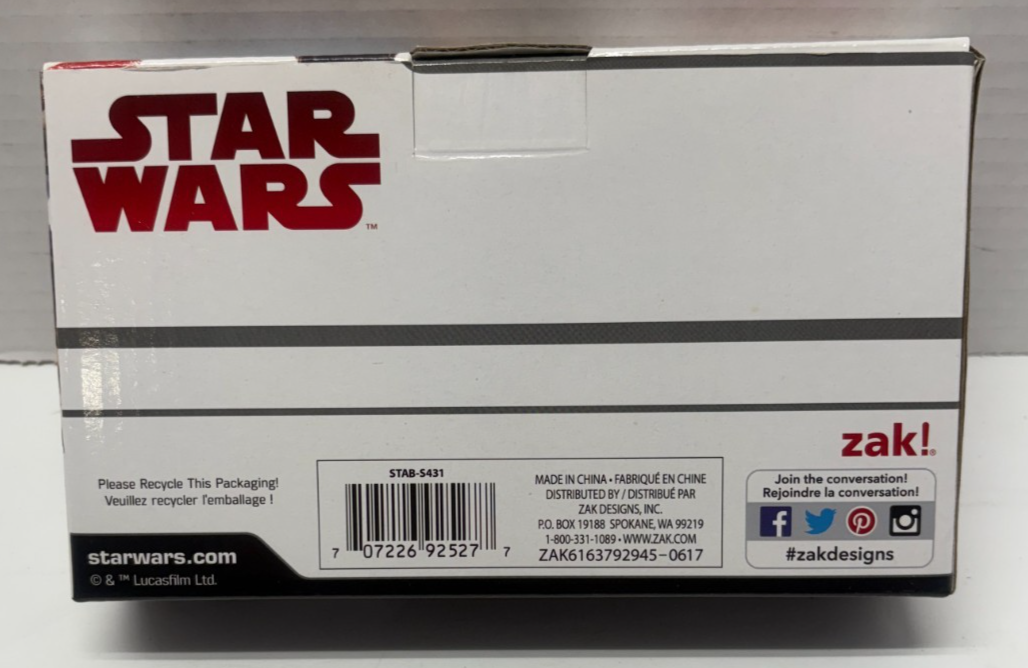 STAR
WARS™
zak!®
Please Recycle This Packaging!
Veuillez recycler l'emballage !
STAB-S431
7 07226 92527 7
MADE IN CHINA • FABRIQUÉ EN CHINE
DISTRIBUTED BY / DISTRIBUÉ PAR
ZAK DESIGNS, INC.
P.O. BOX 19188 SPOKANE, WA 99219
1-800-331-1089 • WWW.ZAK.COM
ZAK6163792945-0617
Join the conversation!
Rejoindre la conversation!
#zakdesigns
starwars.com
© & ™ Lucasfilm Ltd.